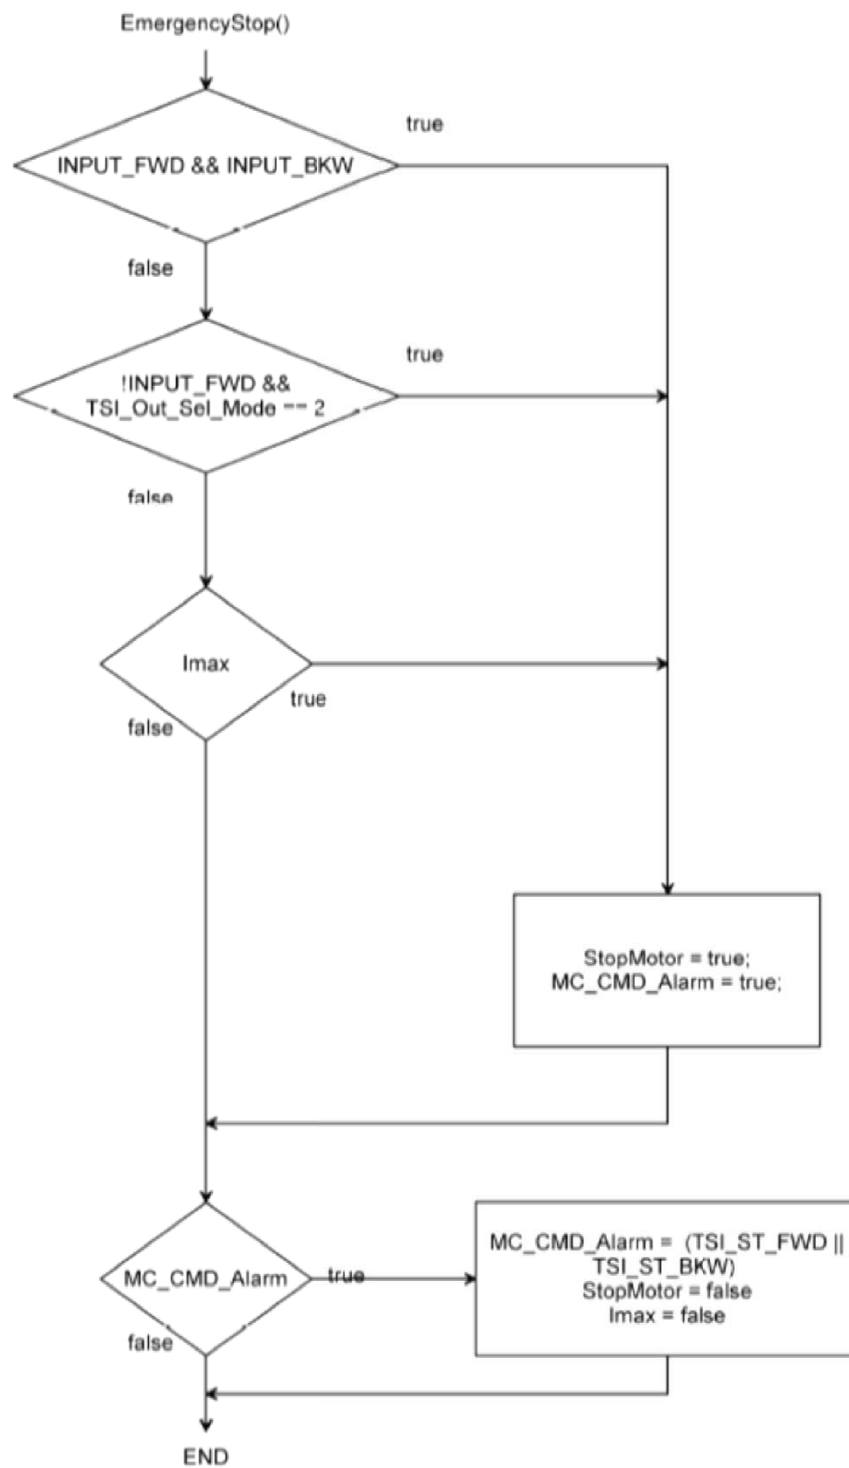 EmergencyStop()
true
INPUT_FWD && INPUT_BKW
false
true
!INPUT_FWD &&
TSI_Out_Sel_Mode == 2
false
Imax
true
false
StopMotor = true;
MC_CMD_Alarm = true;
MC_CMD_Alarm = (TSI_ST_FWD ||
TSI_ST_BKW)
StopMotor = false
Imax = false
MC_CMD_Alarm
true
false
END